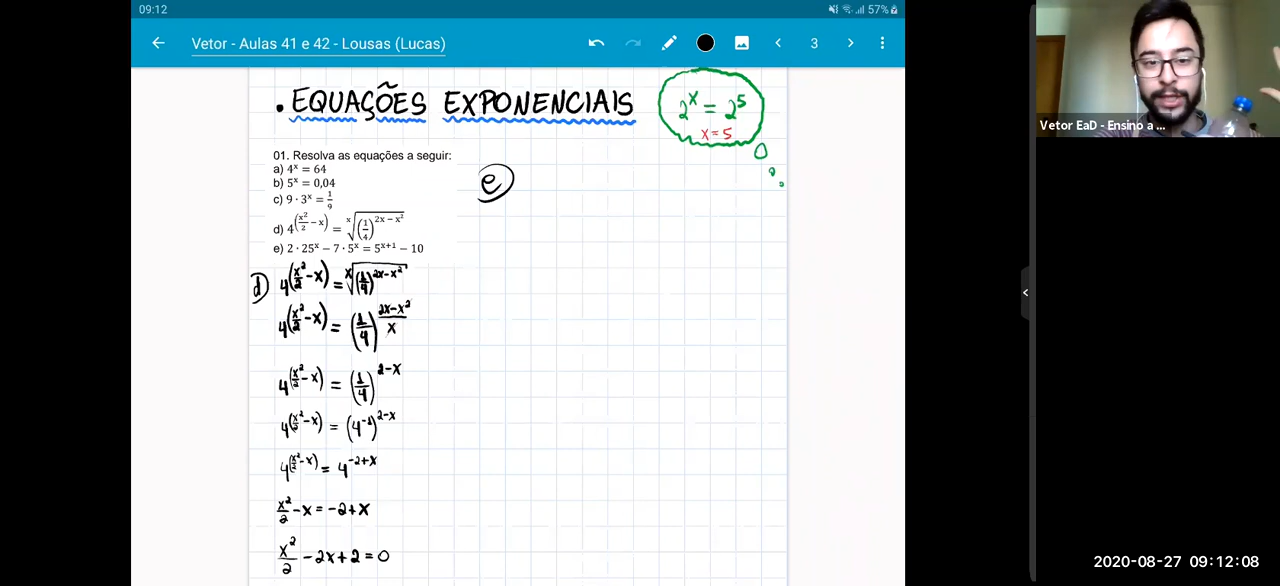 09:12
57%
Vetor - Aulas 41 e 42 - Lousas (Lucas)
3
. EQUAÇÕES EXPONENCIAIS
2^x = 2^5
x = 5
01. Resolva as equações a seguir:
a) 4^x = 64
b) 5^x = 0,04
c) 9 · 3^x = 1/9
d) 4^(x²/2 − x) = ˣ√((1/4)^(2x − x²))
e) 2 · 25^x − 7 · 5^x = 5^(x+1) − 10
e
d) 4^(x²/2 - x) = ˣ√((1/4)^(2x-x²))
4^(x²/2 - x) = (1/4)^((2x-x²)/x)
4^(x²/2 - x) = (1/4)^(2-x)
4^(x²/2 - x) = (4^-1)^(2-x)
4^(x²/2 - x) = 4^(-2+x)
x²/2 - x = -2+x
x²/2 - 2x + 2 = 0
Vetor EaD - Ensino a ...
2020-08-27 09:12:08